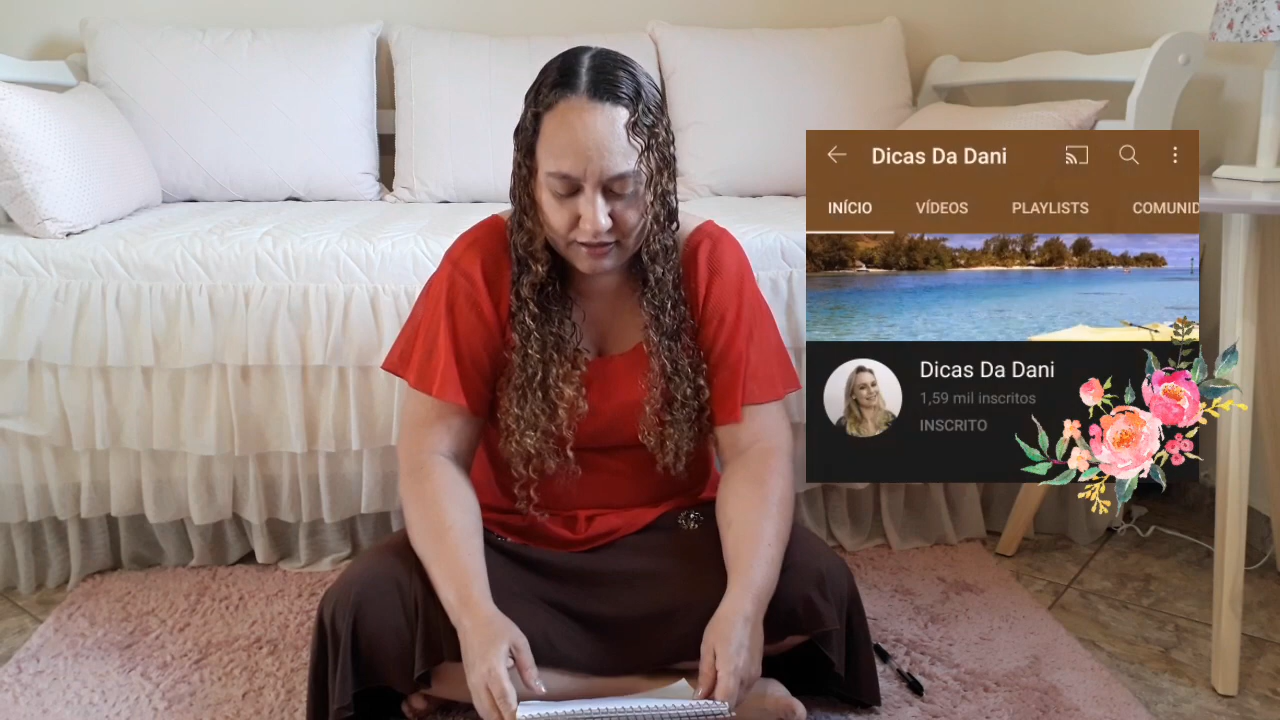 Dicas Da Dani
INÍCIO VÍDEOS PLAYLISTS COMUNID
Dicas Da Dani
1,59 mil inscritos
INSCRITO